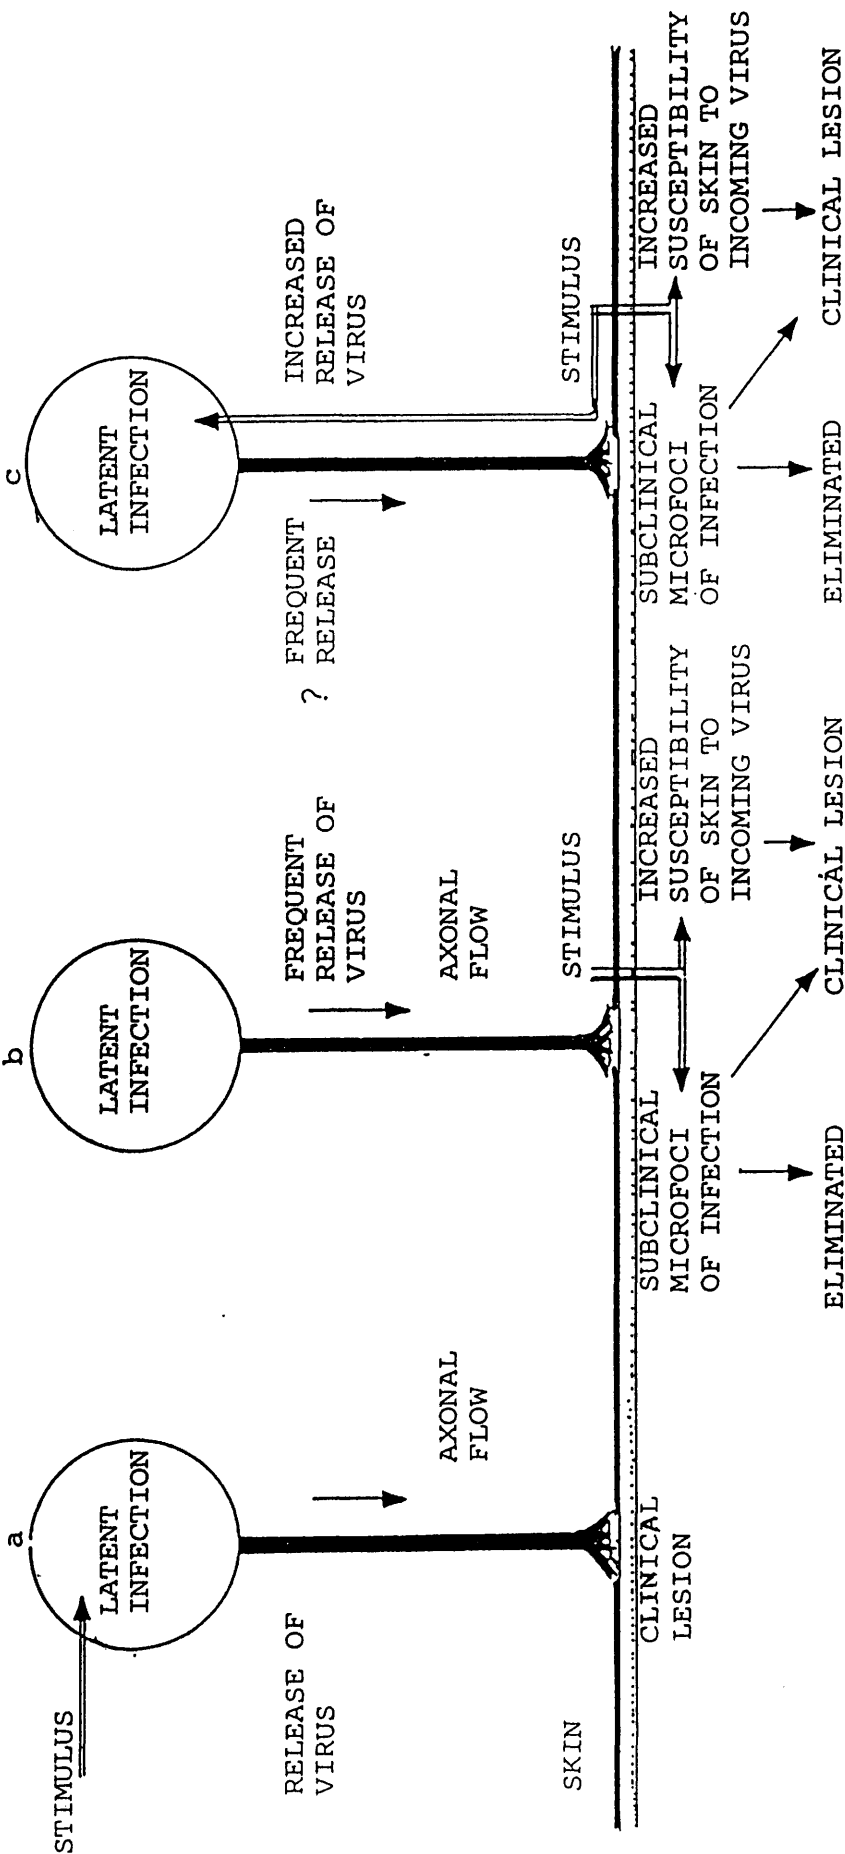 a
STIMULUS
LATENT
INFECTION
RELEASE OF
VIRUS
AXONAL
FLOW
SKIN
CLINICAL
LESION
b
LATENT
INFECTION
FREQUENT
RELEASE OF
VIRUS
AXONAL
FLOW
STIMULUS
SUBCLINICAL
MICROFOCI
OF INFECTION
INCREASED
SUSCEPTIBILITY
OF SKIN TO
INCOMING VIRUS
ELIMINATED
CLINICAL LESION
c
LATENT
INFECTION
? FREQUENT
RELEASE
INCREASED
RELEASE OF
VIRUS
STIMULUS
SUBCLINICAL
MICROFOCI
OF INFECTION
INCREASED
SUSCEPTIBILITY
OF SKIN TO
INCOMING VIRUS
ELIMINATED
CLINICAL LESION